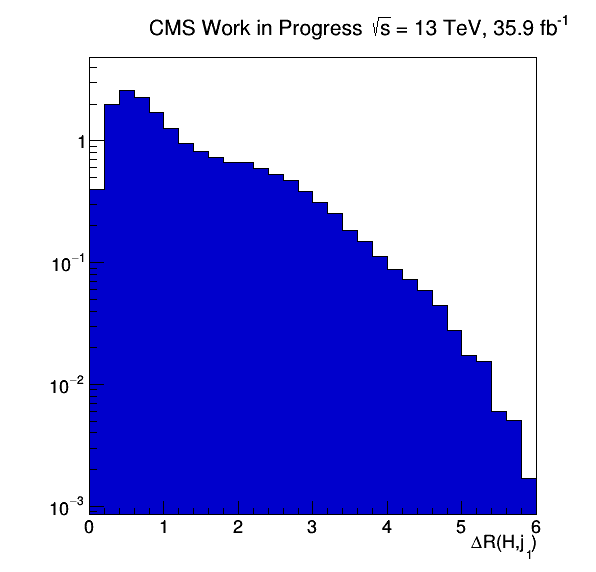 CMS Work in Progress √s = 13 TeV, 35.9 fb⁻¹
1
10⁻¹
10⁻²
10⁻³
0 1 2 3 4 5 6
ΔR(H,j₁)